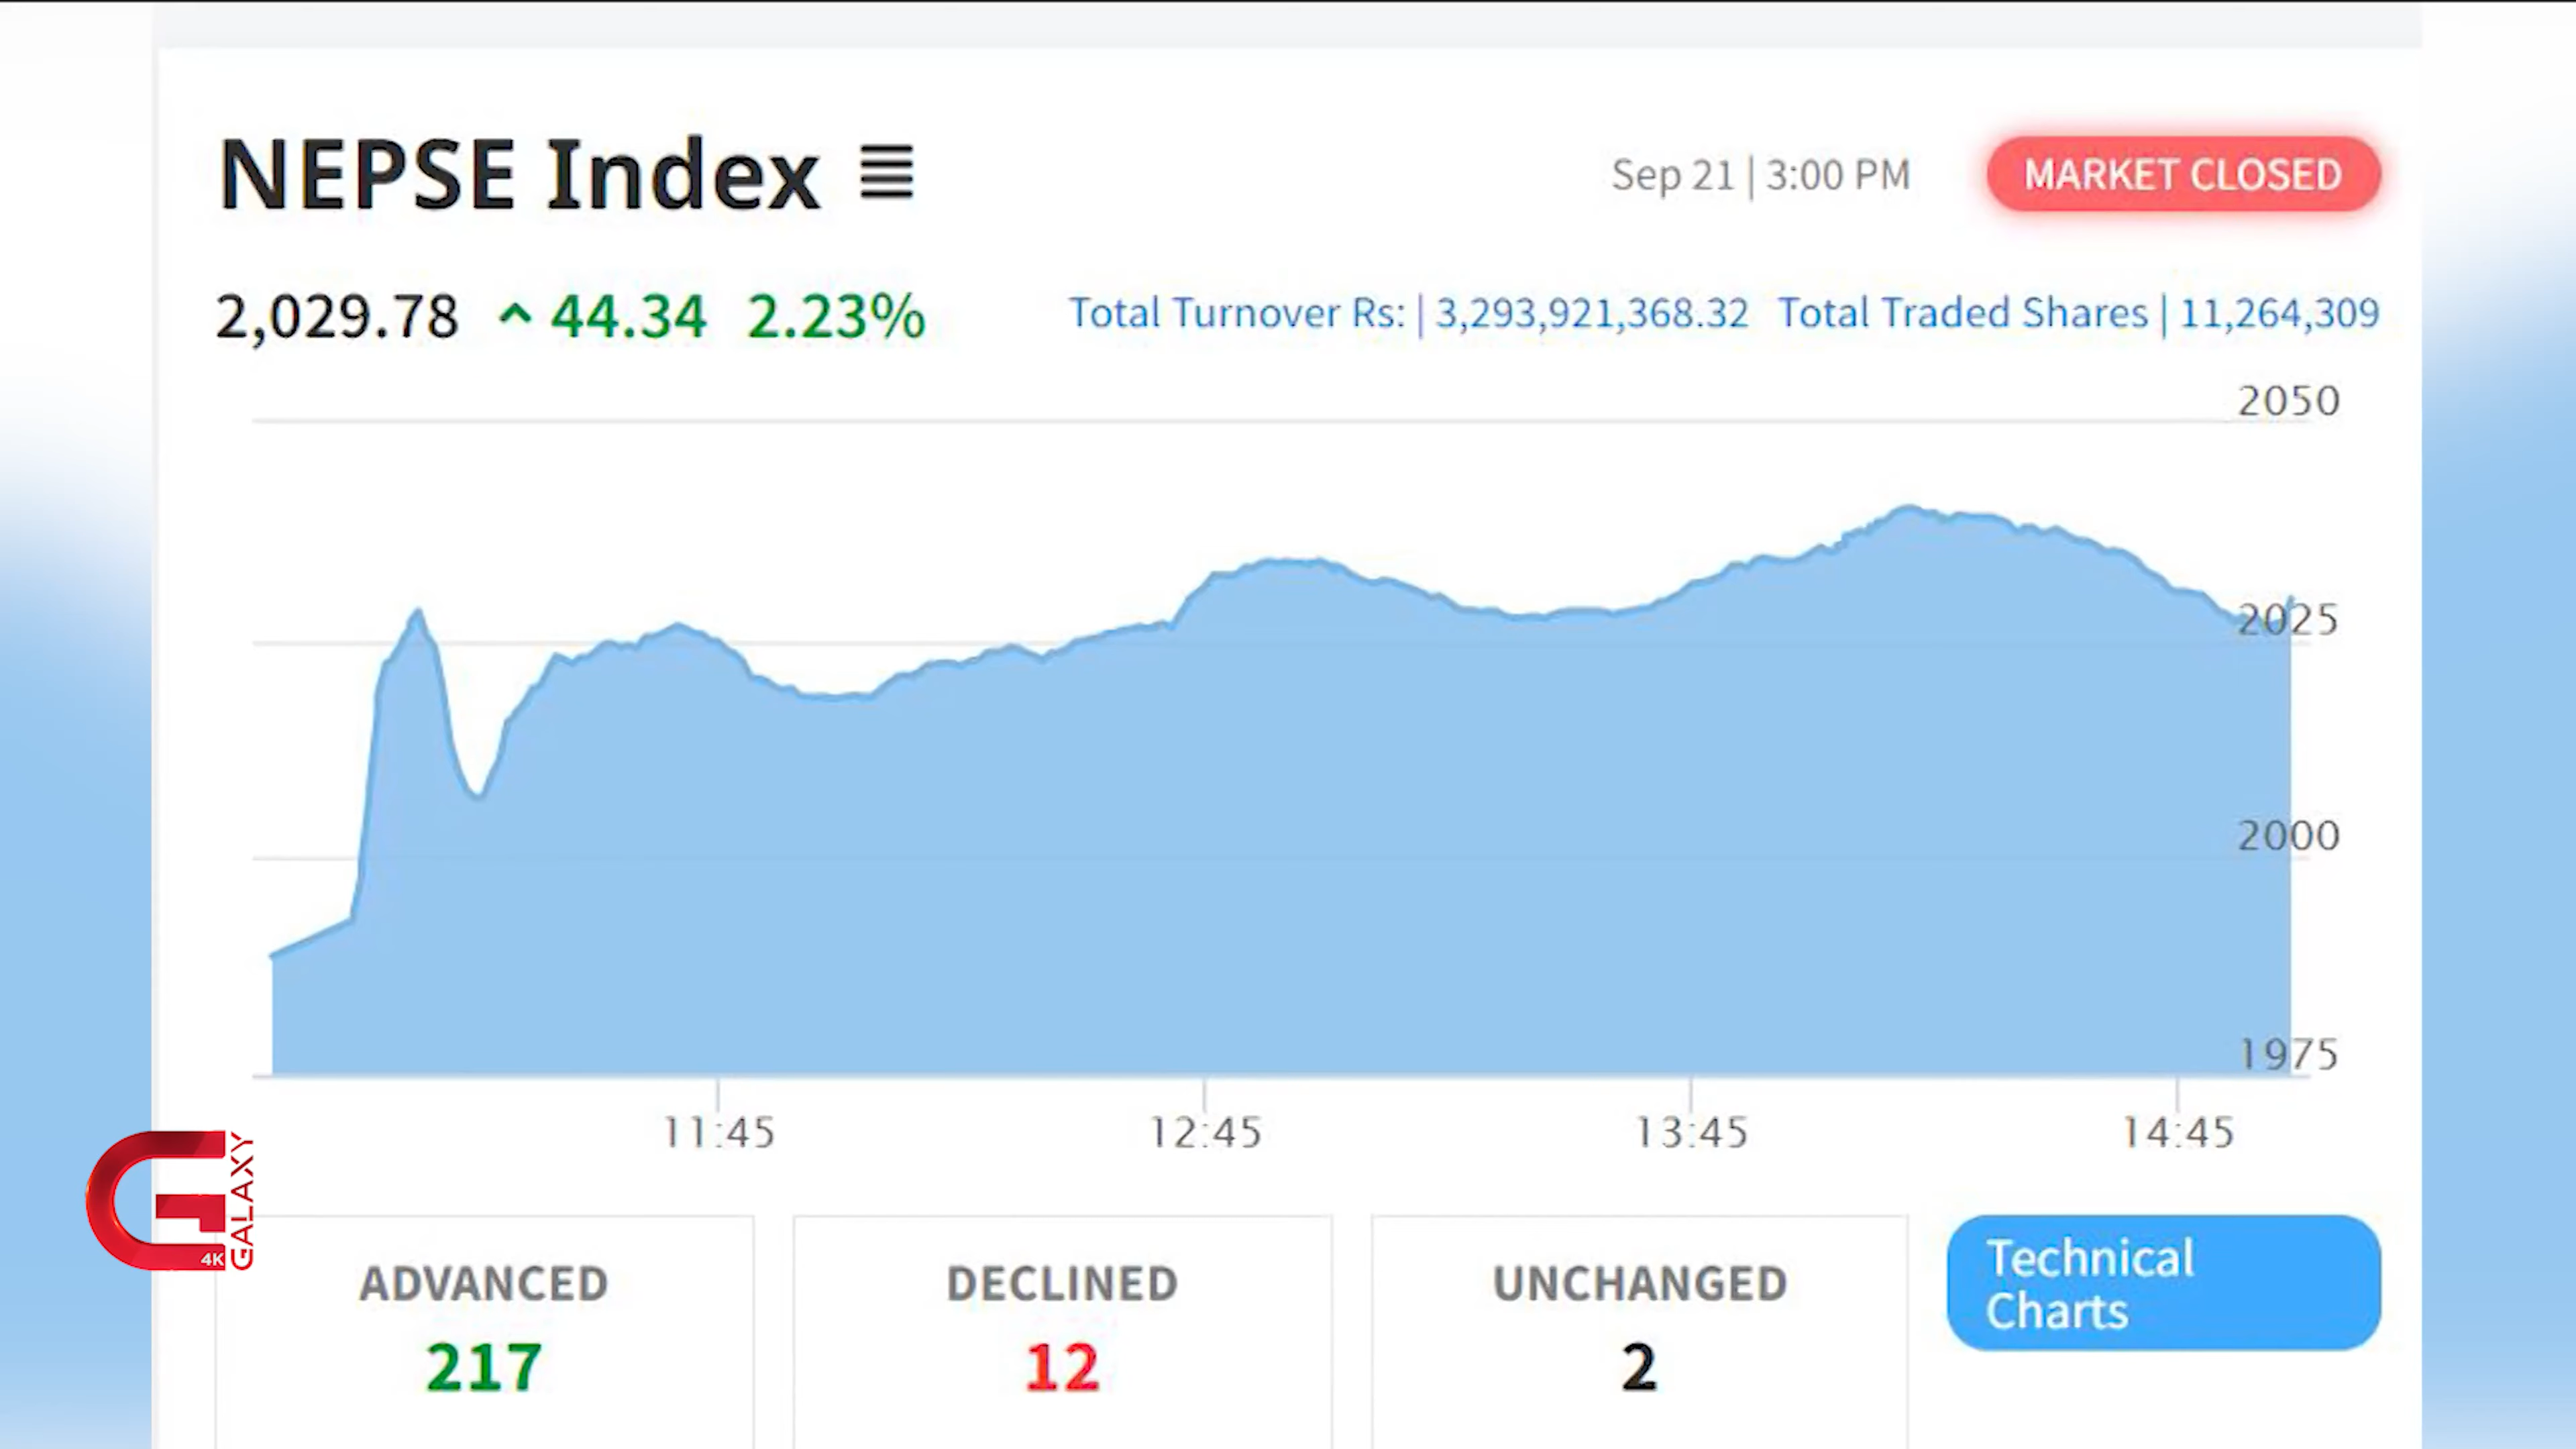 NEPSE Index
Sep 21 | 3:00 PM
MARKET CLOSED
2,029.78 44.34 2.23%
Total Turnover Rs: | 3,293,921,368.32 Total Traded Shares | 11,264,309
2050
2025
2000
1975
11:45 12:45 13:45 14:45
GALAXY
4K
ADVANCED
217
DECLINED
12
UNCHANGED
2
Technical
Charts